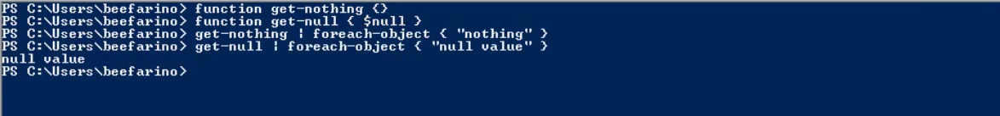 PS C:\Users\beefarino> function get-nothing {}
PS C:\Users\beefarino> function get-null { $null }
PS C:\Users\beefarino> get-nothing | foreach-object { "nothing" }
PS C:\Users\beefarino> get-null | foreach-object { "null value" }
null value
PS C:\Users\beefarino>